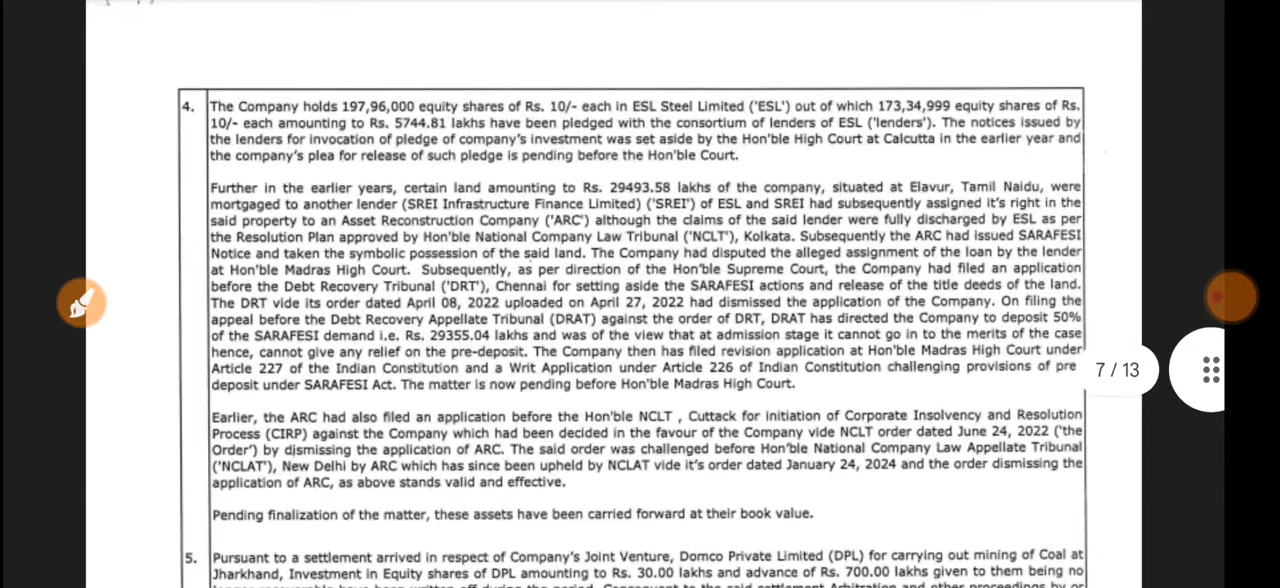 4. The Company holds 197,96,000 equity shares of Rs. 10/- each in ESL Steel Limited ('ESL') out of which 173,34,999 equity shares of Rs.
10/- each amounting to Rs. 5744.81 lakhs have been pledged with the consortium of lenders of ESL ('lenders'). The notices issued by
the lenders for invocation of pledge of company's investment was set aside by the Hon'ble High Court at Calcutta in the earlier year and
the company's plea for release of such pledge is pending before the Hon'ble Court.
Further in the earlier years, certain land amounting to Rs. 29493.58 lakhs of the company, situated at Elavur, Tamil Naidu, were
mortgaged to another lender (SREI Infrastructure Finance Limited) ('SREI') of ESL and SREI had subsequently assigned it's right in the
said property to an Asset Reconstruction Company ('ARC') although the claims of the said lender were fully discharged by ESL as per
the Resolution Plan approved by Hon'ble National Company Law Tribunal ('NCLT'), Kolkata. Subsequently the ARC had issued SARAFESI
Notice and taken the symbolic possession of the said land. The Company had disputed the alleged assignment of the loan by the lender
at Hon'ble Madras High Court. Subsequently, as per direction of the Hon'ble Supreme Court, the Company had filed an application
before the Debt Recovery Tribunal ('DRT'), Chennai for setting aside the SARAFESI actions and release of the title deeds of the land.
The DRT vide its order dated April 08, 2022 uploaded on April 27, 2022 had dismissed the application of the Company. On filing the
appeal before the Debt Recovery Appellate Tribunal (DRAT) against the order of DRT, DRAT has directed the Company to deposit 50%
of the SARAFESI demand i.e. Rs. 29355.04 lakhs and was of the view that at admission stage it cannot go in to the merits of the case
hence, cannot give any relief on the pre-deposit. The Company then has filed revision application at Hon'ble Madras High Court under
Article 227 of the Indian Constitution and a Writ Application under Article 226 of Indian Constitution challenging provisions of pre
deposit under SARAFESI Act. The matter is now pending before Hon'ble Madras High Court.
7 / 13
Earlier, the ARC had also filed an application before the Hon'ble NCLT , Cuttack for initiation of Corporate Insolvency and Resolution
Process (CIRP) against the Company which had been decided in the favour of the Company vide NCLT order dated June 24, 2022 ('the
Order') by dismissing the application of ARC. The said order was challenged before Hon'ble National Company Law Appellate Tribunal
('NCLAT'), New Delhi by ARC which has since been upheld by NCLAT vide it's order dated January 24, 2024 and the order dismissing the
application of ARC, as above stands valid and effective.
Pending finalization of the matter, these assets have been carried forward at their book value.
5. Pursuant to a settlement arrived in respect of Company's Joint Venture, Domco Private Limited (DPL) for carrying out mining of Coal at
Jharkhand, Investment in Equity shares of DPL amounting to Rs. 30.00 lakhs and advance of Rs. 700.00 lakhs given to them being no